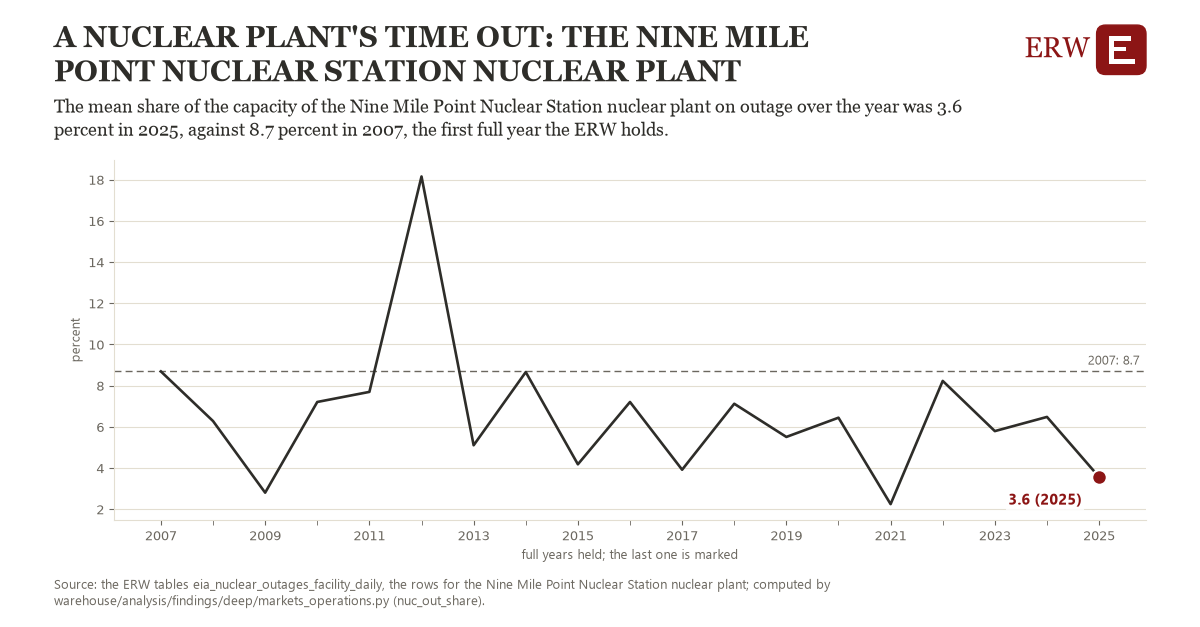 A NUCLEAR PLANT'S TIME OUT: THE NINE MILE
POINT NUCLEAR STATION NUCLEAR PLANT
ERW E
The mean share of the capacity of the Nine Mile Point Nuclear Station nuclear plant on outage over the year was 3.6
percent in 2025, against 8.7 percent in 2007, the first full year the ERW holds.
percent
18
16
14
12
10
8
6
4
2
2007: 8.7
3.6 (2025)
2007 2009 2011 2013 2015 2017 2019 2021 2023 2025
full years held; the last one is marked
Source: the ERW tables eia_nuclear_outages_facility_daily, the rows for the Nine Mile Point Nuclear Station nuclear plant; computed by
warehouse/analysis/findings/deep/markets_operations.py (nuc_out_share).